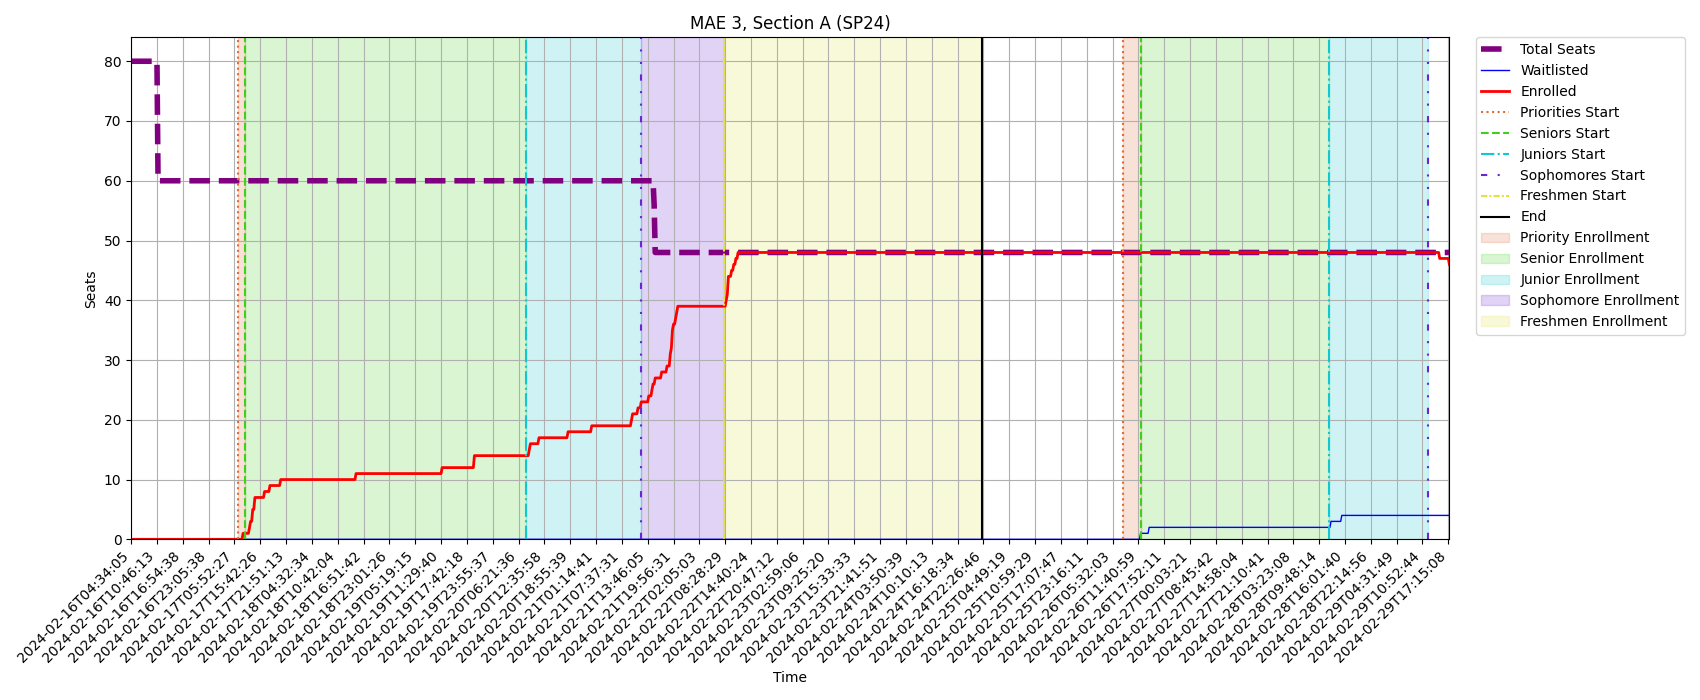 MAE 3, Section A (SP24)
Seats
80
70
60
50
40
30
20
10
0
2024-02-16T04:34:05
2024-02-16T10:46:13
2024-02-16T16:54:38
2024-02-16T23:05:38
2024-02-17T05:52:27
2024-02-17T15:42:26
2024-02-17T21:51:13
2024-02-18T04:32:34
2024-02-18T10:42:04
2024-02-18T16:51:42
2024-02-18T23:01:26
2024-02-19T05:19:15
2024-02-19T11:29:40
2024-02-19T17:42:18
2024-02-19T23:55:37
2024-02-20T06:21:36
2024-02-20T12:35:58
2024-02-20T18:55:39
2024-02-21T01:14:41
2024-02-21T07:37:31
2024-02-21T13:46:05
2024-02-21T19:56:31
2024-02-22T02:05:03
2024-02-22T08:28:29
2024-02-22T14:40:24
2024-02-22T20:47:12
2024-02-23T02:59:06
2024-02-23T09:25:20
2024-02-23T15:33:33
2024-02-23T21:41:51
2024-02-24T03:50:39
2024-02-24T10:10:13
2024-02-24T16:18:34
2024-02-24T22:26:46
2024-02-25T04:49:19
2024-02-25T10:59:29
2024-02-25T17:07:47
2024-02-25T23:16:11
2024-02-26T05:32:03
2024-02-26T11:40:59
2024-02-26T17:52:11
2024-02-27T00:03:21
2024-02-27T08:45:42
2024-02-27T14:58:04
2024-02-27T21:10:41
2024-02-28T03:23:08
2024-02-28T09:48:14
2024-02-28T16:01:40
2024-02-28T22:14:56
2024-02-29T04:31:49
2024-02-29T10:52:44
2024-02-29T17:15:08
Time
Total Seats
Waitlisted
Enrolled
Priorities Start
Seniors Start
Juniors Start
Sophomores Start
Freshmen Start
End
Priority Enrollment
Senior Enrollment
Junior Enrollment
Sophomore Enrollment
Freshmen Enrollment